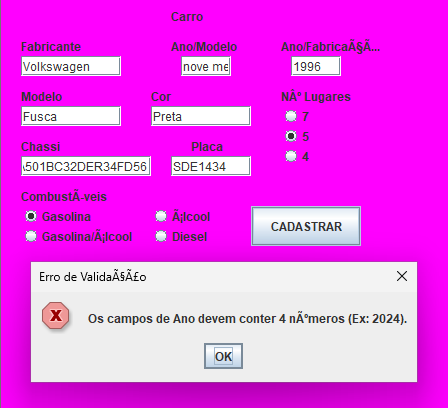 Carro
Fabricante Ano/Modelo Ano/FabricaÃ§Ã...
Volkswagen nove me 1996
Modelo Cor NÂº Lugares
Fusca Preta 7
5
Chassi Placa 4
\501BC32DER34FD56 SDE1434
CombustÃ-veis
Gasolina Ã¡lcool CADASTRAR
Gasolina/Ã¡lcool Diesel
Erro de ValidaÃ§Ã£o
Os campos de Ano devem conter 4 nÃºmeros (Ex: 2024).
OK